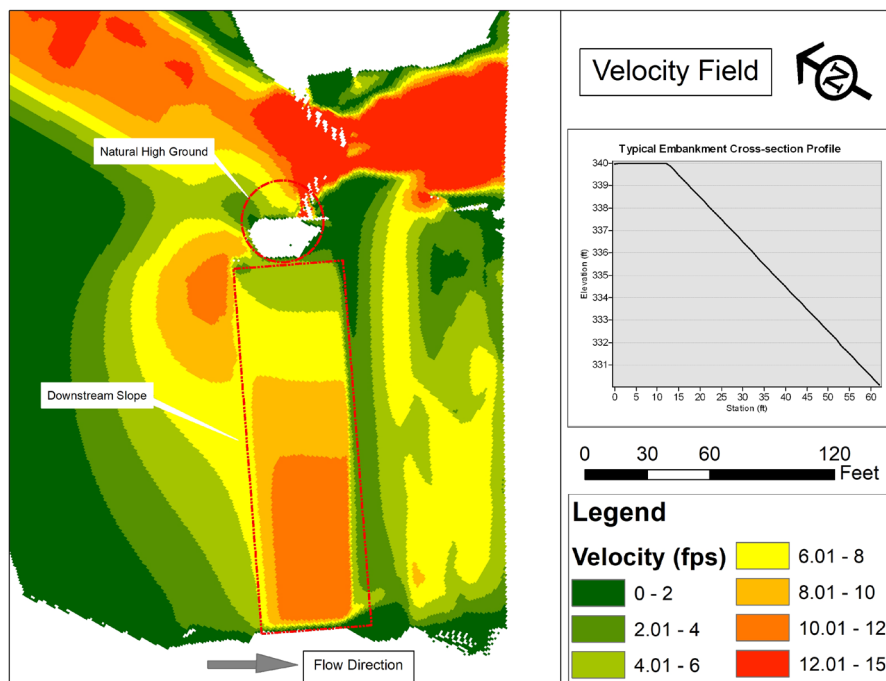 Velocity Field
N
Natural High Ground
Downstream Slope
Flow Direction
Typical Embankment Cross-section Profile
Elevation (ft)
340
339
338
337
336
335
334
333
332
331
0 5 10 15 20 25 30 35 40 45 50 55 60
Station (ft)
0 30 60 120
Feet
Legend
Velocity (fps)
0 - 2
2.01 - 4
4.01 - 6
6.01 - 8
8.01 - 10
10.01 - 12
12.01 - 15